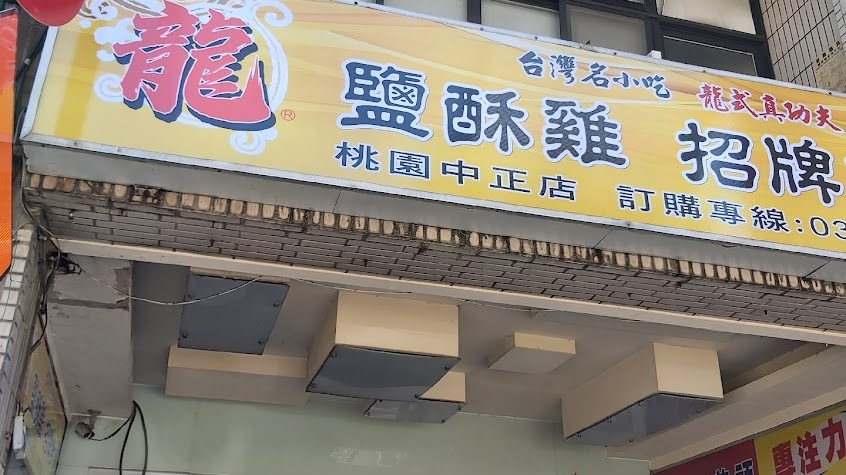 龍®
台灣名小吃
龍式真功夫
鹽酥雞 招牌
桃園中正店 訂購專線:03
專注力